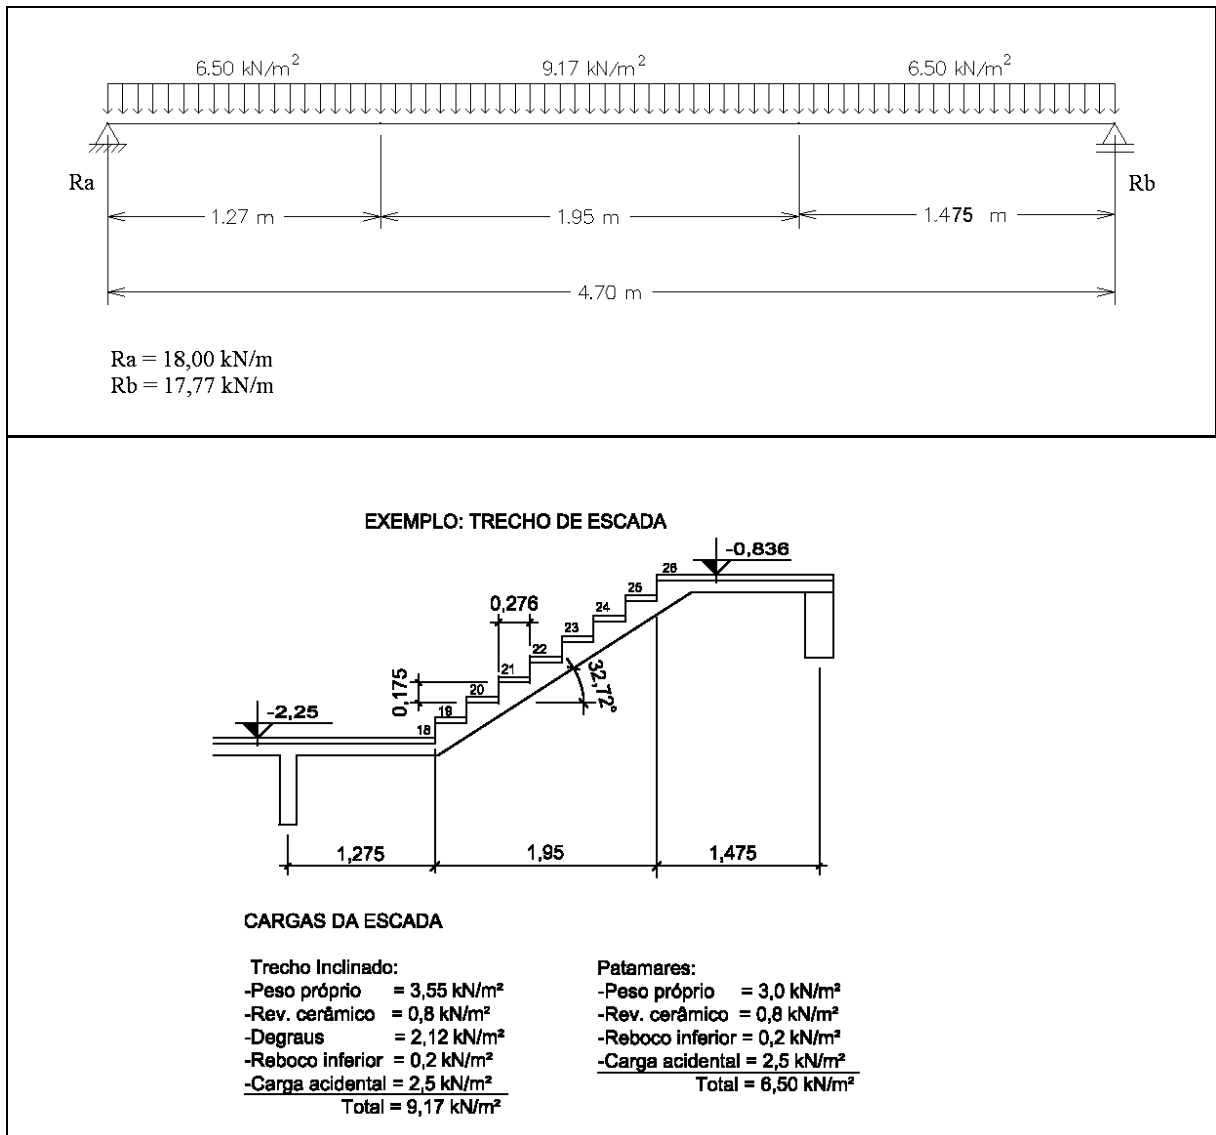 6.50 kN/m²
9.17 kN/m²
6.50 kN/m²
Ra
Rb
1.27 m
1.95 m
1.475 m
4.70 m
Ra = 18,00 kN/m
Rb = 17,77 kN/m
EXEMPLO: TRECHO DE ESCADA
-0,836
26
25
0,276
24
23
22
21
32,72°
0,175
20
19
-2,25
18
1,275
1,95
1,475
CARGAS DA ESCADA
Trecho Inclinado:
-Peso próprio = 3,55 kN/m²
-Rev. cerâmico = 0,8 kN/m²
-Degraus = 2,12 kN/m²
-Reboco inferior = 0,2 kN/m²
-Carga acidental = 2,5 kN/m²
Total = 9,17 kN/m²
Patamares:
-Peso próprio = 3,0 kN/m²
-Rev. cerâmico = 0,8 kN/m²
-Reboco inferior = 0,2 kN/m²
-Carga acidental = 2,5 kN/m²
Total = 6,50 kN/m²